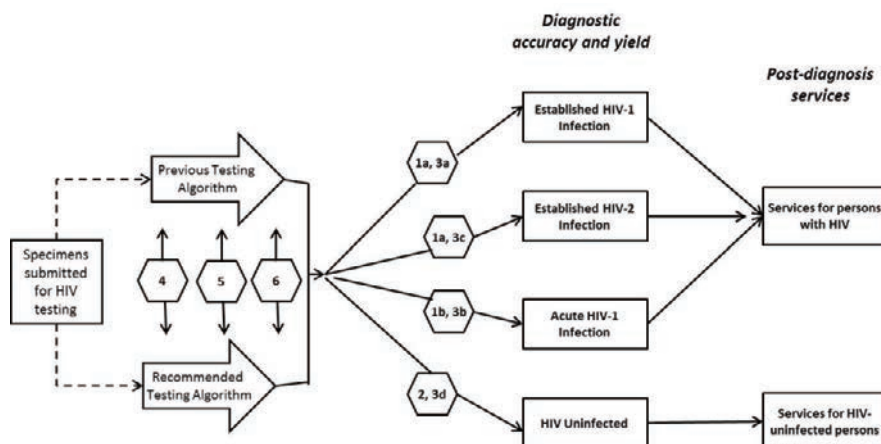 Diagnostic
accuracy and yield
Post-diagnosis
services
Specimens
submitted
for HIV
testing
Previous Testing
Algorithm
4
5
6
Recommended
Testing Algorithm
1a, 3a
1a, 3c
1b, 3b
2, 3d
Established HIV-1
Infection
Established HIV-2
Infection
Acute HIV-1
Infection
HIV Uninfected
Services for persons
with HIV
Services for HIV-
uninfected persons